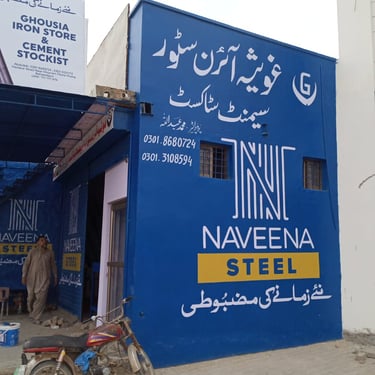 GHOUSIA
IRON STORE
&
CEMENT
STOCKIST
غوثیہ آئرن سٹور
سیمنٹ سٹاکسٹ
0301.8680724
0301.3108594
G
N
NAVEENA
STEEL
نئے زمانے کی مضبوطی
N
NAVEENA
N
NAVEENA
STEEL